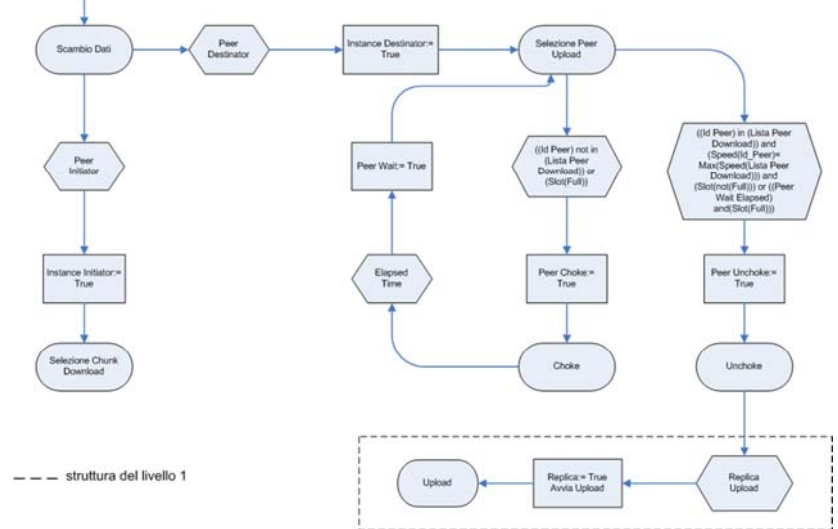 Scambio Dati
Peer
Destinator
Instance Destinator:=
True
Selezione Peer
Upload
Peer
Initiator
Peer Wait:= True
((Id Peer) not in
(Lista Peer
Download)) or
(Slot(Full))
((Id Peer) in (Lista Peer
Download)) and
(Speed(Id_Peer)=
Max(Speed(Lista Peer
Download))) and
(Slot(not(Full))) or ((Peer
Wait Elapsed)
and(Slot(Full)))
Instance Initiator:=
True
Elapsed
Time
Peer Choke:=
True
Peer Unchoke:=
True
Selezione Chunk
Download
Choke
Unchoke
struttura del livello 1
Upload
Replica:= True
Avvia Upload
Replica
Upload